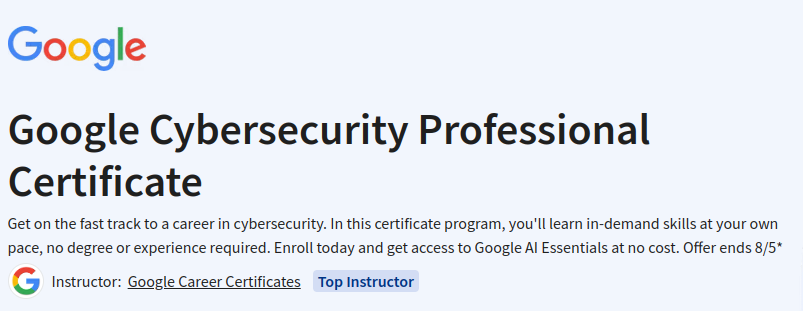 Google
Google Cybersecurity Professional
Certificate
Get on the fast track to a career in cybersecurity. In this certificate program, you'll learn in-demand skills at your own
pace, no degree or experience required. Enroll today and get access to Google AI Essentials at no cost. Offer ends 8/5*
Instructor: Google Career Certificates Top Instructor